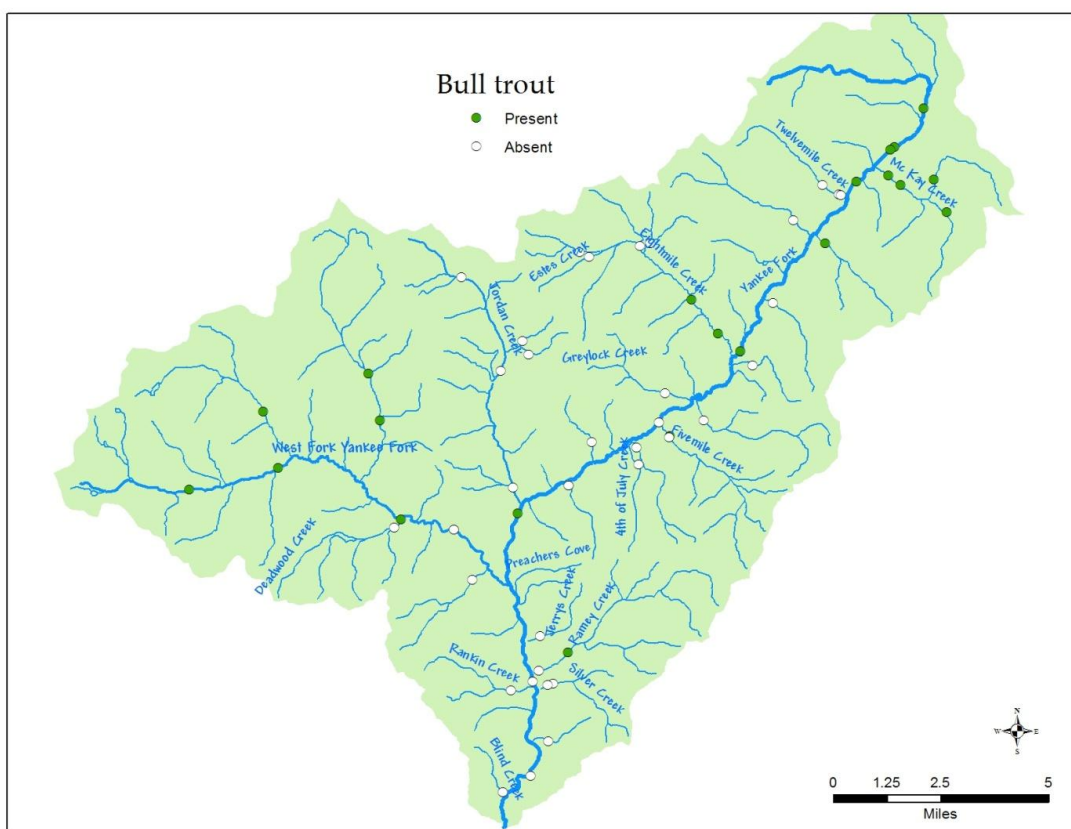 Bull trout
Present
Absent
Twelvemile Creek
Mc Kay Creek
Eightmile Creek
Estes Creek
Yankee Fork
Jordan Creek
Greylock Creek
West Fork Yankee Fork
Fivemile Creek
4th of July Creek
Deadwood Creek
Preachers Cove
Jerrys Creek
Ramey Creek
Rankin Creek
Silver Creek
Blind Creek
N
W E
S
0 1.25 2.5 5
Miles